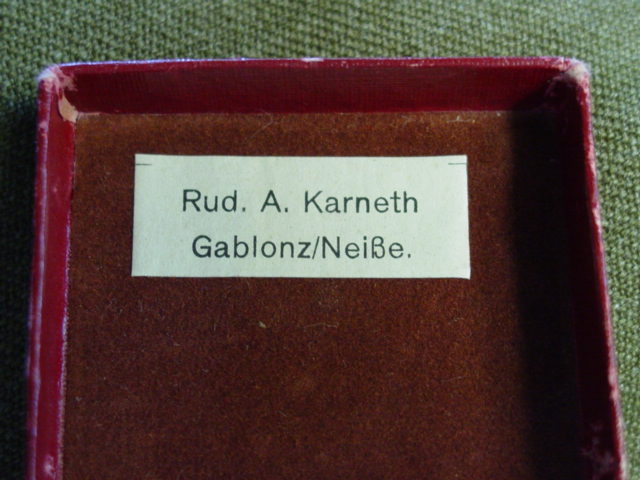 Rud. A. Karneth
Gablonz/Neiße.